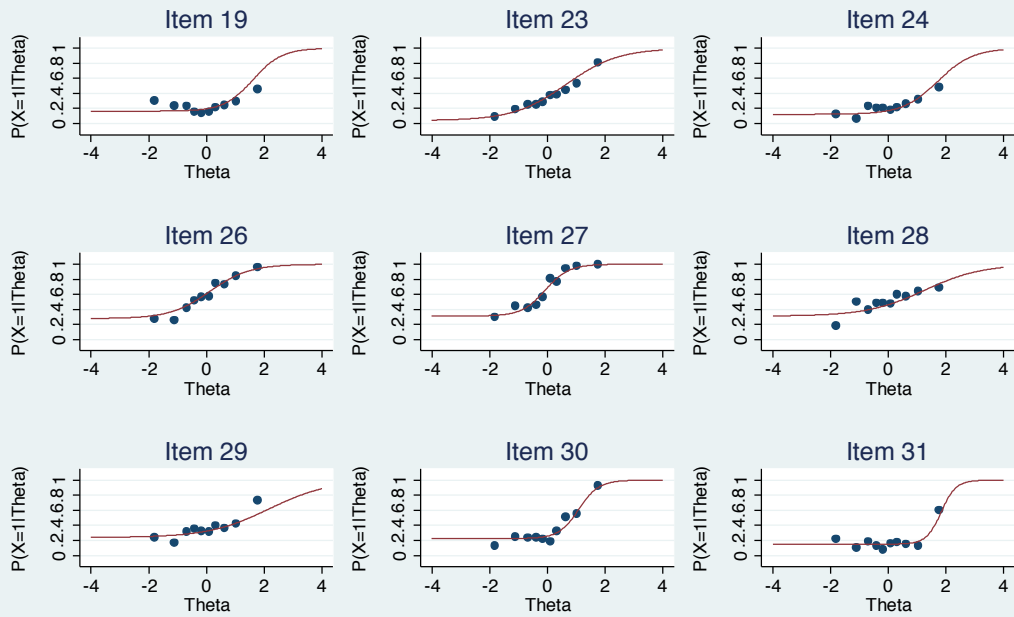 Item 19
P(X=1|Theta)
0 .2 .4 .6 .8 1
-4 -2 0 2 4
Theta
Item 23
P(X=1|Theta)
0 .2 .4 .6 .8 1
-4 -2 0 2 4
Theta
Item 24
P(X=1|Theta)
0 .2 .4 .6 .8 1
-4 -2 0 2 4
Theta
Item 26
P(X=1|Theta)
0 .2 .4 .6 .8 1
-4 -2 0 2 4
Theta
Item 27
P(X=1|Theta)
0 .2 .4 .6 .8 1
-4 -2 0 2 4
Theta
Item 28
P(X=1|Theta)
0 .2 .4 .6 .8 1
-4 -2 0 2 4
Theta
Item 29
P(X=1|Theta)
0 .2 .4 .6 .8 1
-4 -2 0 2 4
Theta
Item 30
P(X=1|Theta)
0 .2 .4 .6 .8 1
-4 -2 0 2 4
Theta
Item 31
P(X=1|Theta)
0 .2 .4 .6 .8 1
-4 -2 0 2 4
Theta